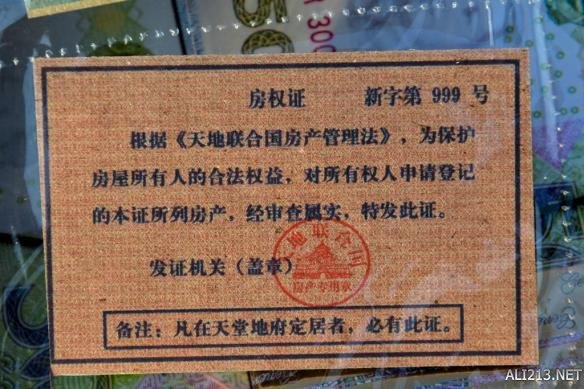 50
300
房权证 新字第 999 号
根据《天地联合国房产管理法》，为保护
房屋所有人的合法权益，对所有权人申请登记
的本证所列房产，经审查属实，特发此证。
发证机关（盖章）
地联合国
房产专用章
备注：凡在天堂地府定居者，必有此证。
ALI213.NET